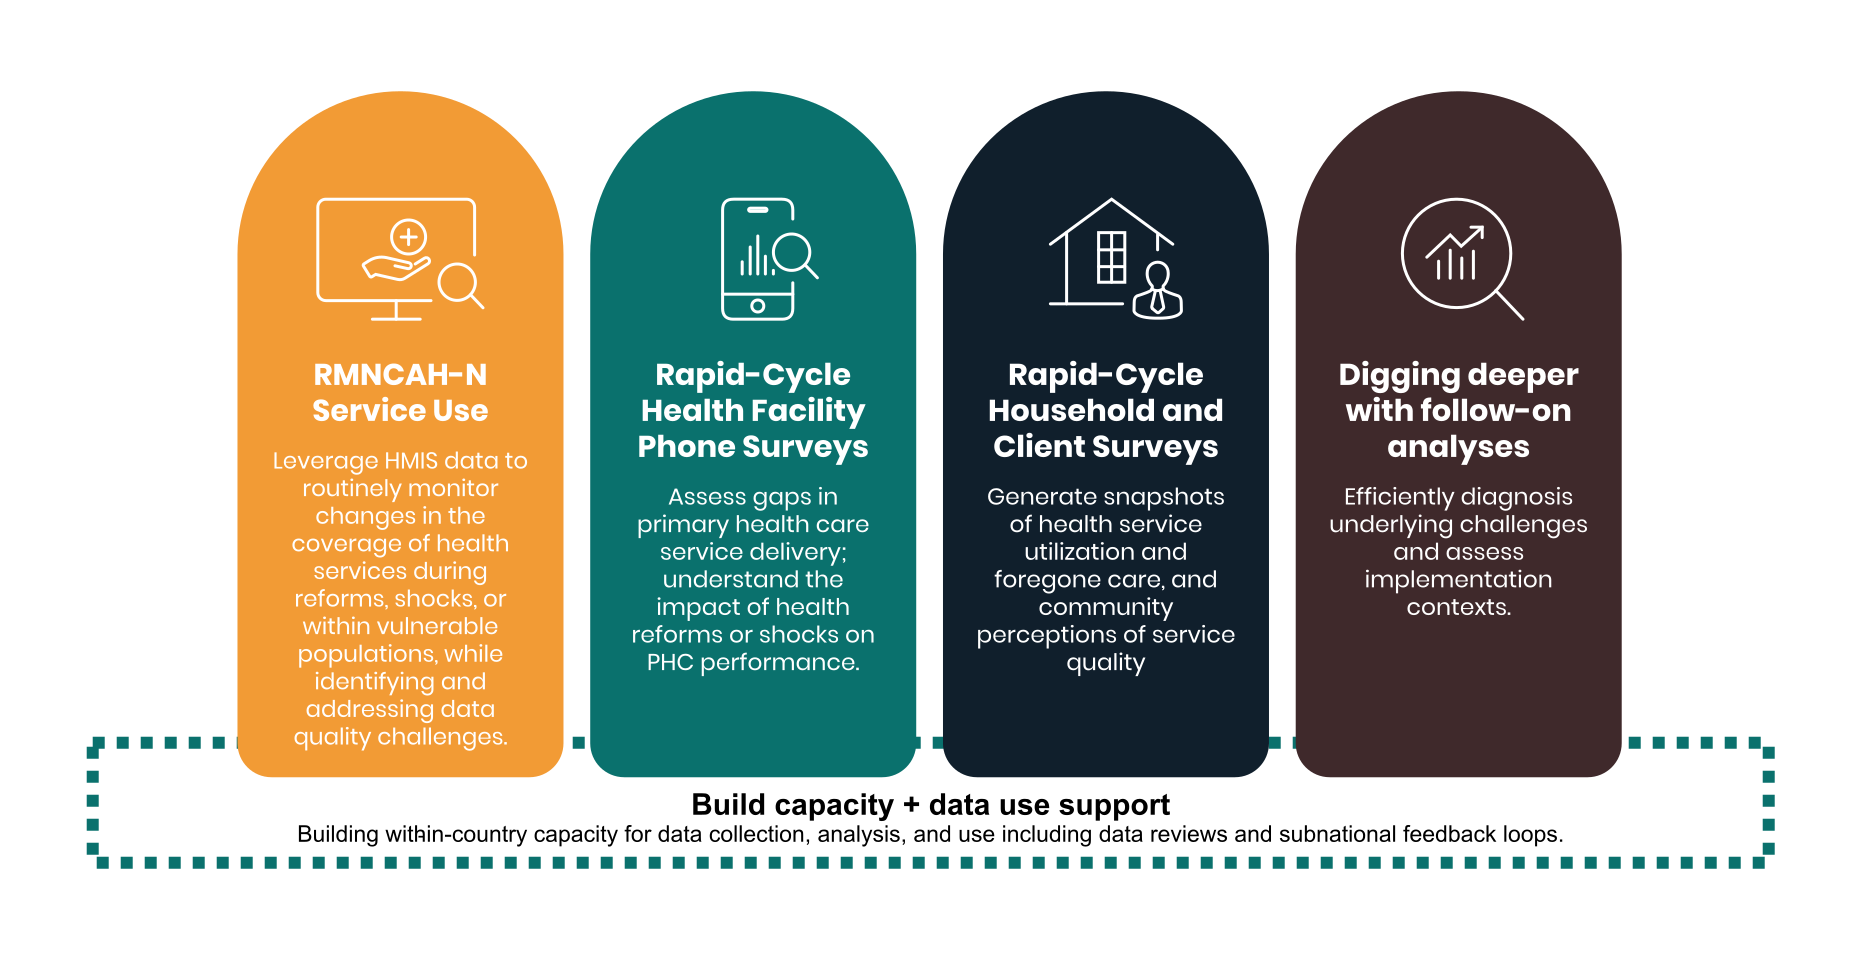 RMNCAH-N
Service Use
Leverage HMIS data to
routinely monitor
changes in the
coverage of health
services during
reforms, shocks, or
within vulnerable
populations, while
identifying and
addressing data
quality challenges.
Rapid-Cycle
Health Facility
Phone Surveys
Assess gaps in
primary health care
service delivery;
understand the
impact of health
reforms or shocks on
PHC performance.
Rapid-Cycle
Household and
Client Surveys
Generate snapshots
of health service
utilization and
foregone care, and
community
perceptions of service
quality
Digging deeper
with follow-on
analyses
Efficiently diagnosis
underlying challenges
and assess
implementation
contexts.
Build capacity + data use support
Building within-country capacity for data collection, analysis, and use including data reviews and subnational feedback loops.